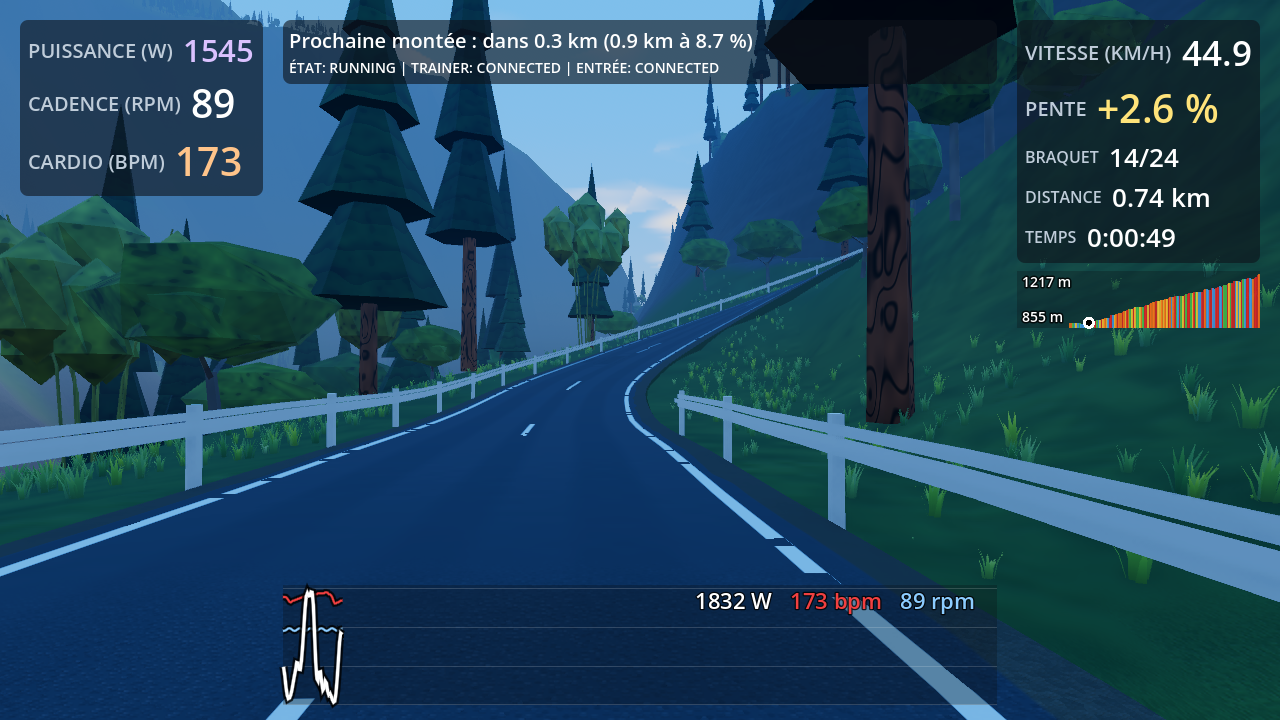 PUISSANCE (W) 1545
CADENCE (RPM) 89
CARDIO (BPM) 173
Prochaine montée : dans 0.3 km (0.9 km à 8.7 %)
ÉTAT: RUNNING | TRAINER: CONNECTED | ENTRÉE: CONNECTED
VITESSE (KM/H) 44.9
PENTE +2.6 %
BRAQUET 14/24
DISTANCE 0.74 km
TEMPS 0:00:49
1217 m
855 m
1832 W 173 bpm 89 rpm